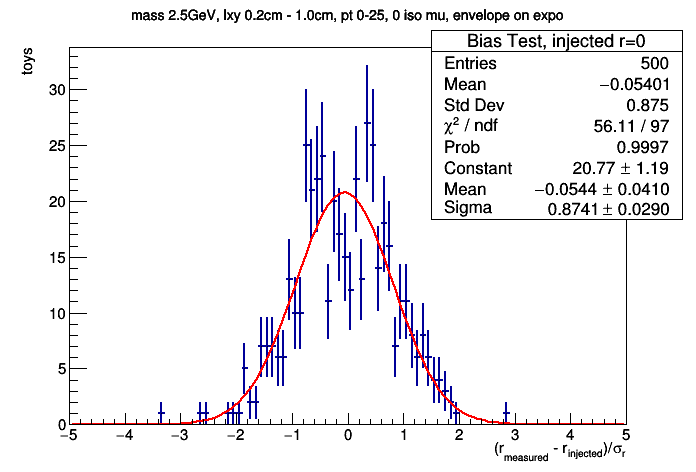 mass 2.5GeV, lxy 0.2cm - 1.0cm, pt 0-25, 0 iso mu, envelope on expo
toys
Bias Test, injected r=0
Entries 500
Mean −0.05401
Std Dev 0.875
χ² / ndf 56.11 / 97
Prob 0.9997
Constant 20.77 ± 1.19
Mean −0.0544 ± 0.0410
Sigma 0.8741 ± 0.0290
30
25
20
15
10
5
0
−5 −4 −3 −2 −1 0 1 2 3 4 5
(r_measured - r_injected)/σ_r